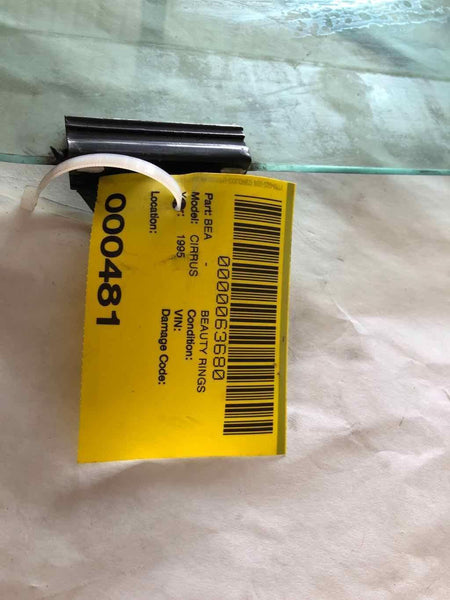 0000063680
Part: BEA - BEAUTY RINGS
Model: CIRRUS Condition:
1995 VIN:
Location: Damage Code:
000481